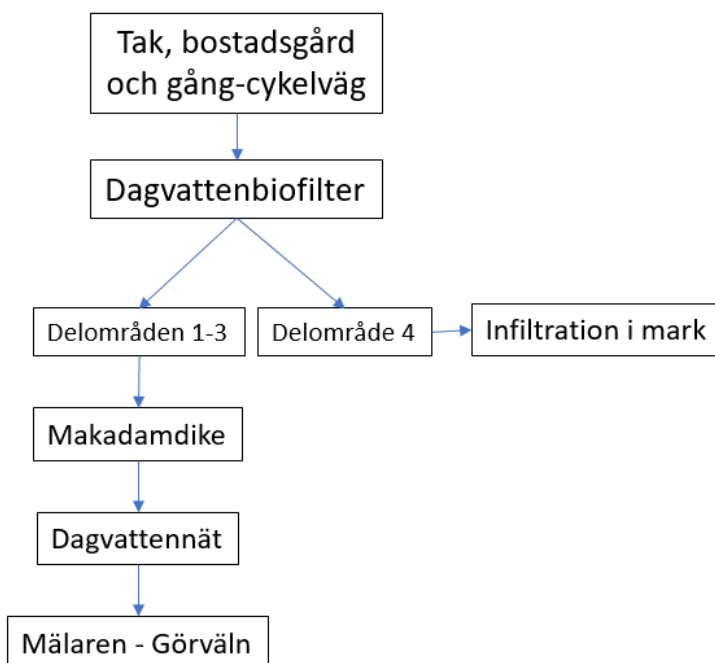 Tak, bostadsgård
och gång-cykelväg
Dagvattenbiofilter
Delområden 1-3
Delområde 4
Infiltration i mark
Makadamdike
Dagvattennät
Mälaren - Görväln